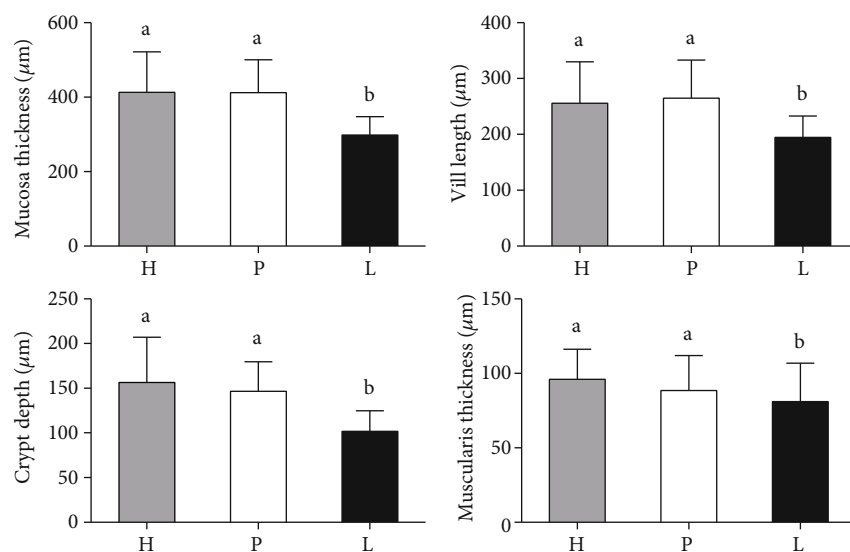 Mucosa thickness (μm)
600
400
200
0
a
a
b
H
P
L
Vill length (μm)
400
300
200
100
0
a
a
b
H
P
L
Crypt depth (μm)
250
200
150
100
50
0
a
a
b
H
P
L
Muscularis thickness (μm)
150
100
50
0
a
a
b
H
P
L